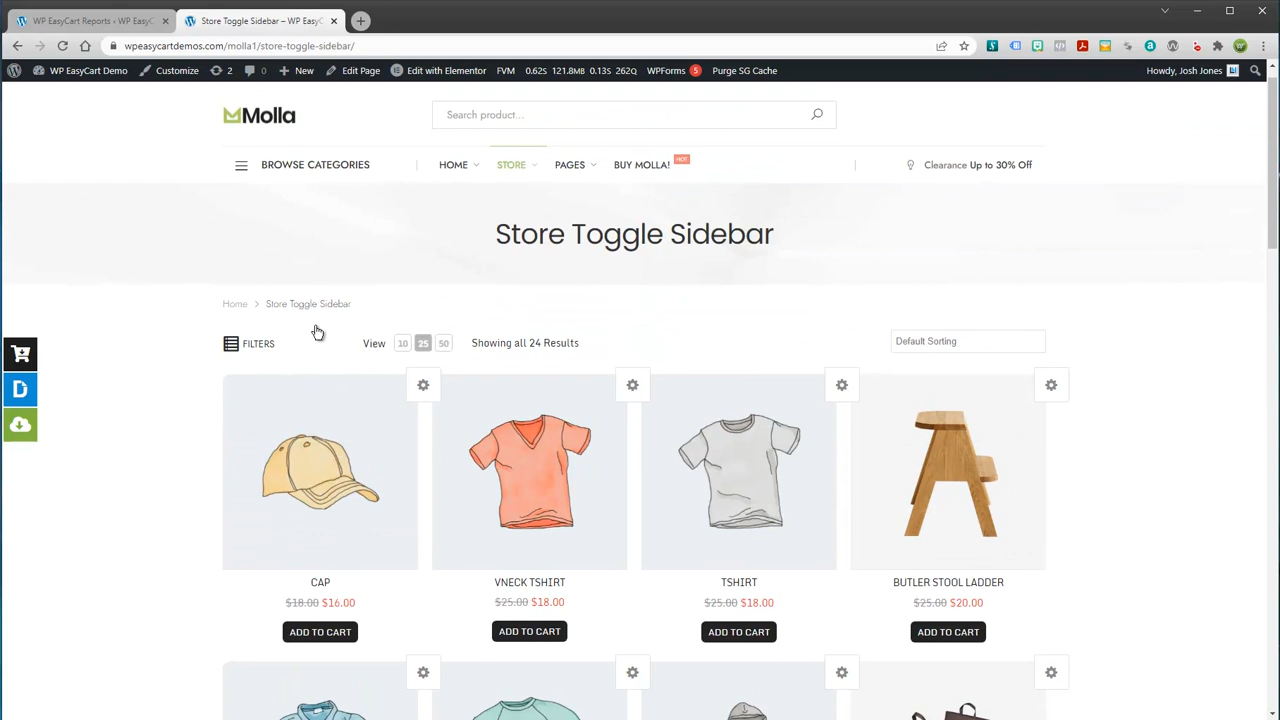 WP EasyCart Reports ‹ WP EasyC
Store Toggle Sidebar – WP EasyC
wpeasycartdemos.com/molla1/store-toggle-sidebar/
WP EasyCart Demo Customize 2 0 New Edit Page Edit with Elementor FVM 0.62S 121.8MB 0.13S 262Q WPForms 5 Purge SG Cache Howdy, Josh Jones
Molla
Search product...
BROWSE CATEGORIES HOME STORE PAGES BUY MOLLA! HOT Clearance Up to 30% Off
Store Toggle Sidebar
Home > Store Toggle Sidebar
FILTERS View 10 25 50 Showing all 24 Results Default Sorting
CAP VNECK TSHIRT TSHIRT BUTLER STOOL LADDER
$18.00 $16.00 $25.00 $18.00 $25.00 $18.00 $25.00 $20.00
ADD TO CART ADD TO CART ADD TO CART ADD TO CART